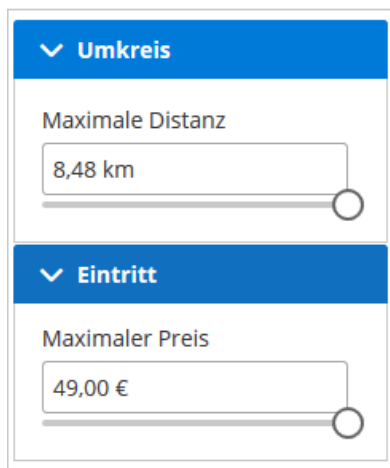 Umkreis
Maximale Distanz
8,48 km
Eintritt
Maximaler Preis
49,00 €